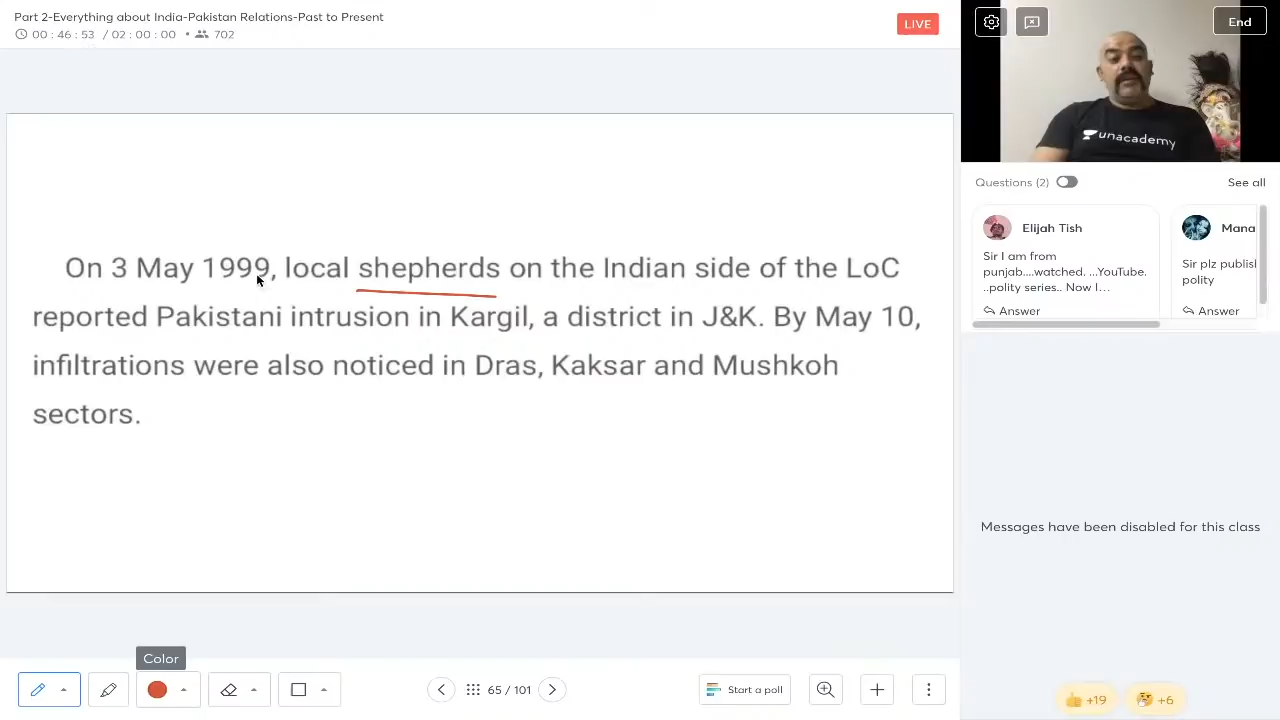 Part 2-Everything about India-Pakistan Relations-Past to Present
00 : 46 : 53 / 02 : 00 : 00 • 702
LIVE
End
unacademy
Questions (2)
See all
Elijah Tish
Sir I am from
punjab....watched. ...YouTube.
..polity series.. Now I...
Answer
Mana
Sir plz publis
polity
Answer
On 3 May 1999, local shepherds on the Indian side of the LoC
reported Pakistani intrusion in Kargil, a district in J&K. By May 10,
infiltrations were also noticed in Dras, Kaksar and Mushkoh
sectors.
Messages have been disabled for this class
Color
65 / 101
Start a poll
+19
+6